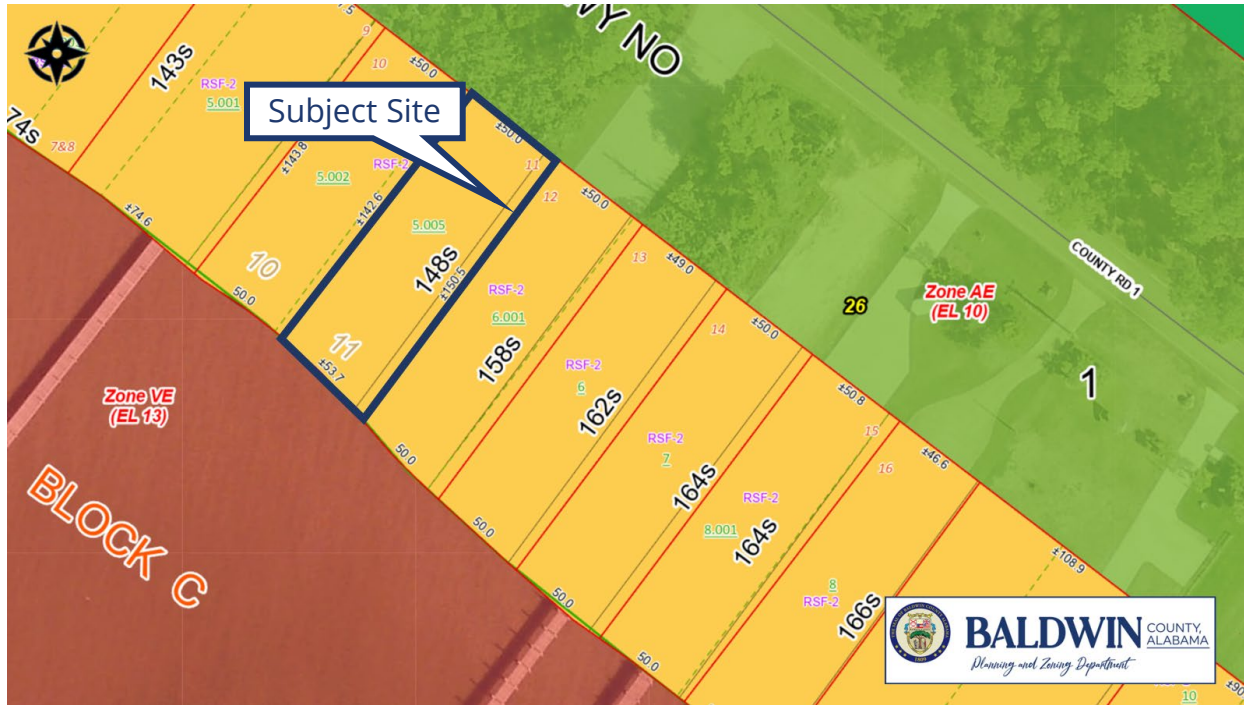 7.5
9
WY NO
143s
10
±50.0
RSF-2
5.001
Subject Site
74s
7&8
±143.8
RSF-2
5.002
±50.0
11
12
±50.0
±142.6
5.005
13
±49.0
COUNTY RD 1
±74.6
10
148s
±150.5
RSF-2
6.001
26
Zone AE
(EL 10)
14
±50.0
50.0
11
158s
±53.7
RSF-2
6
1
Zone VE
(EL 13)
162s
±50.8
15
16
RSF-2
7
50.0
±46.6
164s
RSF-2
8.001
164s
BLOCK C
50.0
±108.9
8
RSF-2
166s
50.0
50.0
BALDWIN COUNTY, ALABAMA
Planning and Zoning Department
10
±90